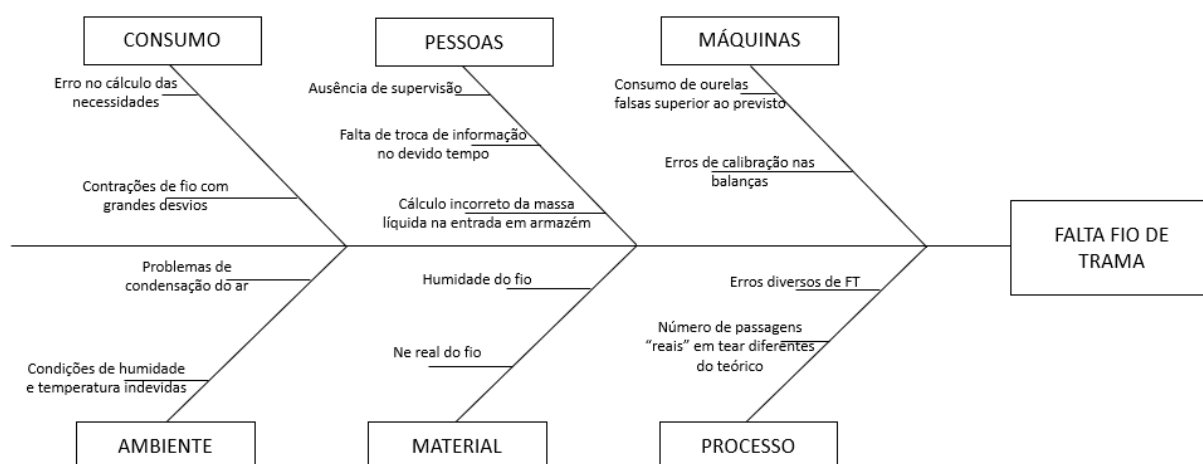 CONSUMO
PESSOAS
MÁQUINAS
Erro no cálculo das
necessidades
Contrações de fio com
grandes desvios
Ausência de supervisão
Falta de troca de informação
no devido tempo
Cálculo incorreto da massa
líquida na entrada em armazém
Consumo de ourelas
falsas superior ao previsto
Erros de calibração nas
balanças
FALTA FIO DE
TRAMA
Problemas de
condensação do ar
Condições de humidade
e temperatura indevidas
Humidade do fio
Ne real do fio
Erros diversos de FT
Número de passagens
“reais” em tear diferentes
do teórico
AMBIENTE
MATERIAL
PROCESSO